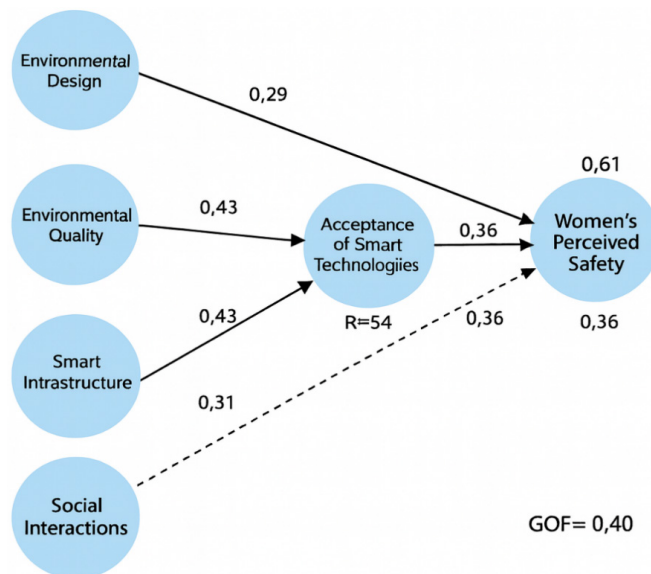 Environmental
Design
0,29
0,61
Environmental
Quality
0,43
Acceptance
of Smart
Technologiies
0,36
Women's
Perceived
Safety
R=54
0,36
0,36
Smart
Intrastructure
0,43
0,31
Social
Interactions
GOF= 0,40